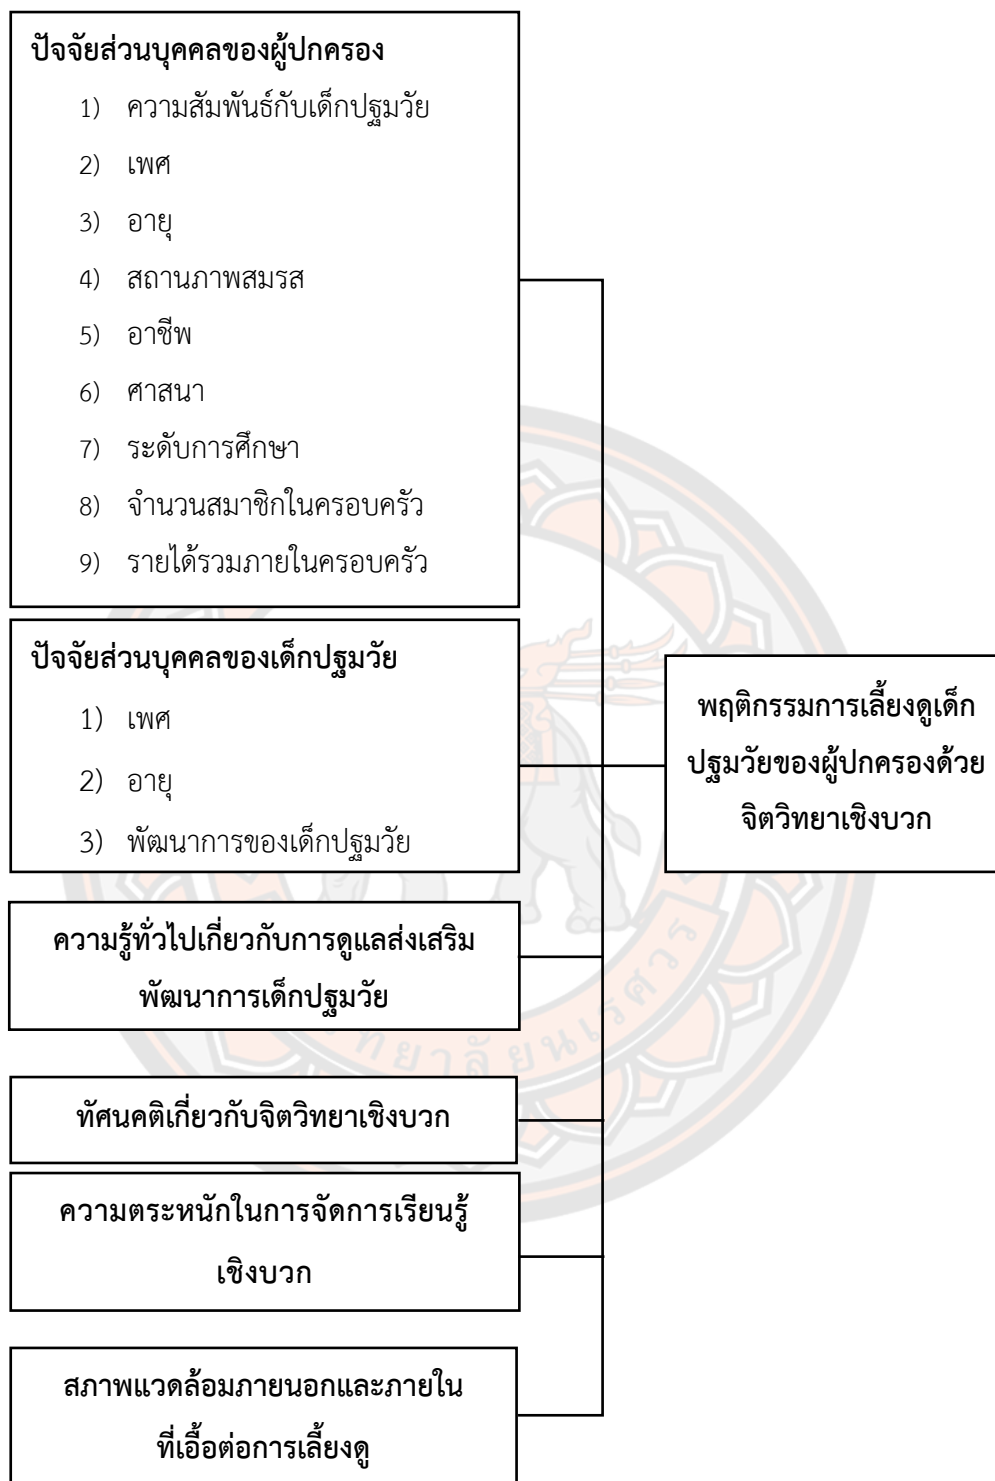 ปัจจัยส่วนบุคคลของผู้ปกครอง
1) ความสัมพันธ์กับเด็กปฐมวัย
2) เพศ
3) อายุ
4) สถานภาพสมรส
5) อาชีพ
6) ศาสนา
7) ระดับการศึกษา
8) จำนวนสมาชิกในครอบครัว
9) รายได้รวมภายในครอบครัว
ปัจจัยส่วนบุคคลของเด็กปฐมวัย
1) เพศ
2) อายุ
3) พัฒนาการของเด็กปฐมวัย
ความรู้ทั่วไปเกี่ยวกับการดูแลส่งเสริม
พัฒนาการเด็กปฐมวัย
ทัศนคติเกี่ยวกับจิตวิทยาเชิงบวก
ความตระหนักในการจัดการเรียนรู้
เชิงบวก
สภาพแวดล้อมภายนอกและภายใน
ที่เอื้อต่อการเลี้ยงดู
พฤติกรรมการเลี้ยงดูเด็ก
ปฐมวัยของผู้ปกครองด้วย
จิตวิทยาเชิงบวก
ทยาลัยนเรศวร